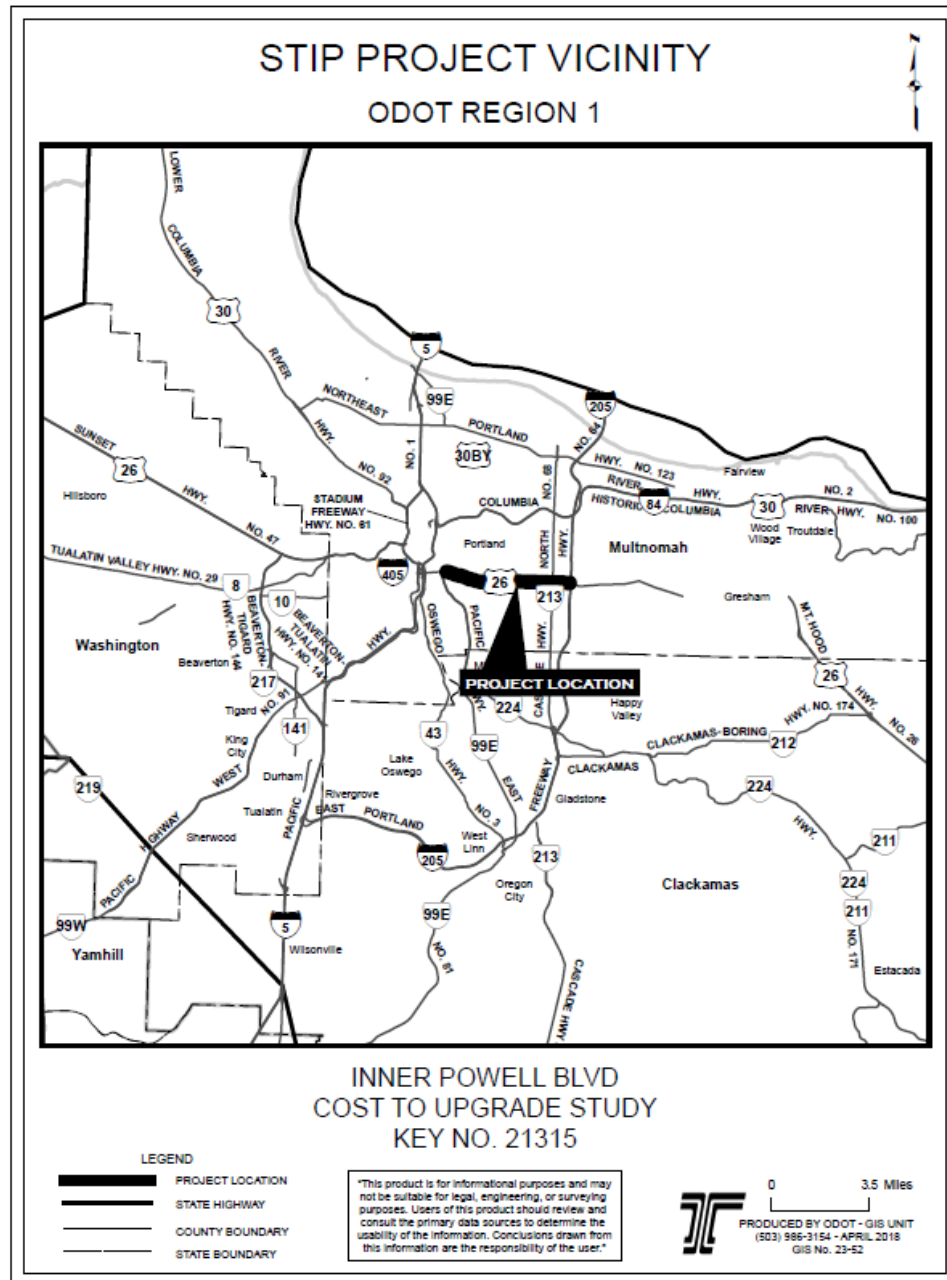 STIP PROJECT VICINITY
ODOT REGION 1
LOWER
COLUMBIA
30
RIVER
HWY.
NO. 92
5
99E
NORTHEAST
PORTLAND
HWY. NO. 123
205
NO. 64
NO. 1
30BY
NO. 68
Fairview
SUNSET
26
HWY.
NO. 47
Hillsboro
STADIUM
FREEWAY
HWY. NO. 61
COLUMBIA
RIVER
HWY.
NO. 2
HISTORIC
COLUMBIA
84
30
RIVER
HWY.
NO. 100
Wood
Village
Troutdale
TUALATIN VALLEY HWY. NO. 29
8
10
405
Portland
NORTH
HWY.
Multnomah
26
213
Gresham
BEAVERTON-
TIGARD
HWY. NO. 144
BEAVERTON-
TUALATIN
HWY. NO. 141
HWY.
OSWEGO
PACIFIC
HWY.
Washington
Beaverton
217
PROJECT LOCATION
MT. HOOD
26
HWY.
NO. 26
Tigard
NO. 91
141
King
City
224
Happy
Valley
HWY. NO. 174
43
99E
CLACKAMAS-BORING
212
CLACKAMAS
219
WEST
Durham
Lake
Oswego
HWY.
EAST
FREEWAY
Gladstone
224
HWY.
Tualatin
Rivergrove
PACIFIC
EAST
PORTLAND
NO. 3
HIGHWAY
Sherwood
205
West
Linn
213
211
Oregon
City
Clackamas
224
PACIFIC
99W
99E
211
5
Wilsonville
NO. 81
NO. 171
Yamhill
CASCADE HWY
Estacada
INNER POWELL BLVD
COST TO UPGRADE STUDY
KEY NO. 21315
LEGEND
PROJECT LOCATION
STATE HIGHWAY
COUNTY BOUNDARY
STATE BOUNDARY
"This product is for informational purposes and may
not be suitable for legal, engineering, or surveying
purposes. Users of this product should review and
consult the primary data sources to determine the
usability of the information. Conclusions drawn from
this information are the responsibility of the user."
0 3.5 Miles
PRODUCED BY ODOT - GIS UNIT
(503) 986-3154 - APRIL 2018
GIS No. 23-52